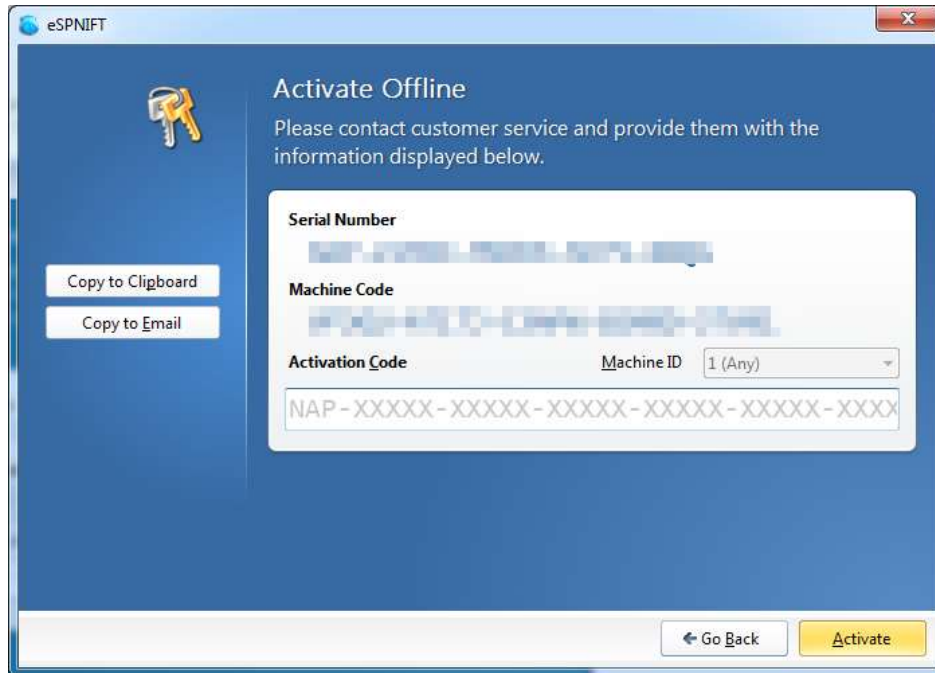 eSPNIFT
Activate Offline
Please contact customer service and provide them with the
information displayed below.
Serial Number
Copy to Clipboard
Machine Code
Copy to Email
Activation Code
Machine ID
1 (Any)
NAP-XXXXX-XXXXX-XXXXX-XXXXX-XXXXX-XXXX
Go Back
Activate